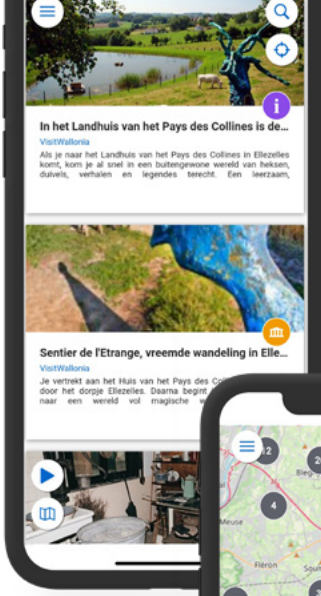 In het Landhuis van het Pays des Collines is de...
VisitWallonia
Als je naar het Landhuis van het Pays des Collines in Ellezelles
komt, kom je al snel in een buitengewone wereld van heksen,
duivels, verhalen en legendes terecht. Een leerzaam,
Sentier de l'Etrange, vreemde wandeling in Elle...
VisitWallonia
Je vertrekt aan het Huis van het Pays des
door het dorpje Ellezelles. Daarna begint
naar een wereld vol magische
12
4
Meuse
Fléron